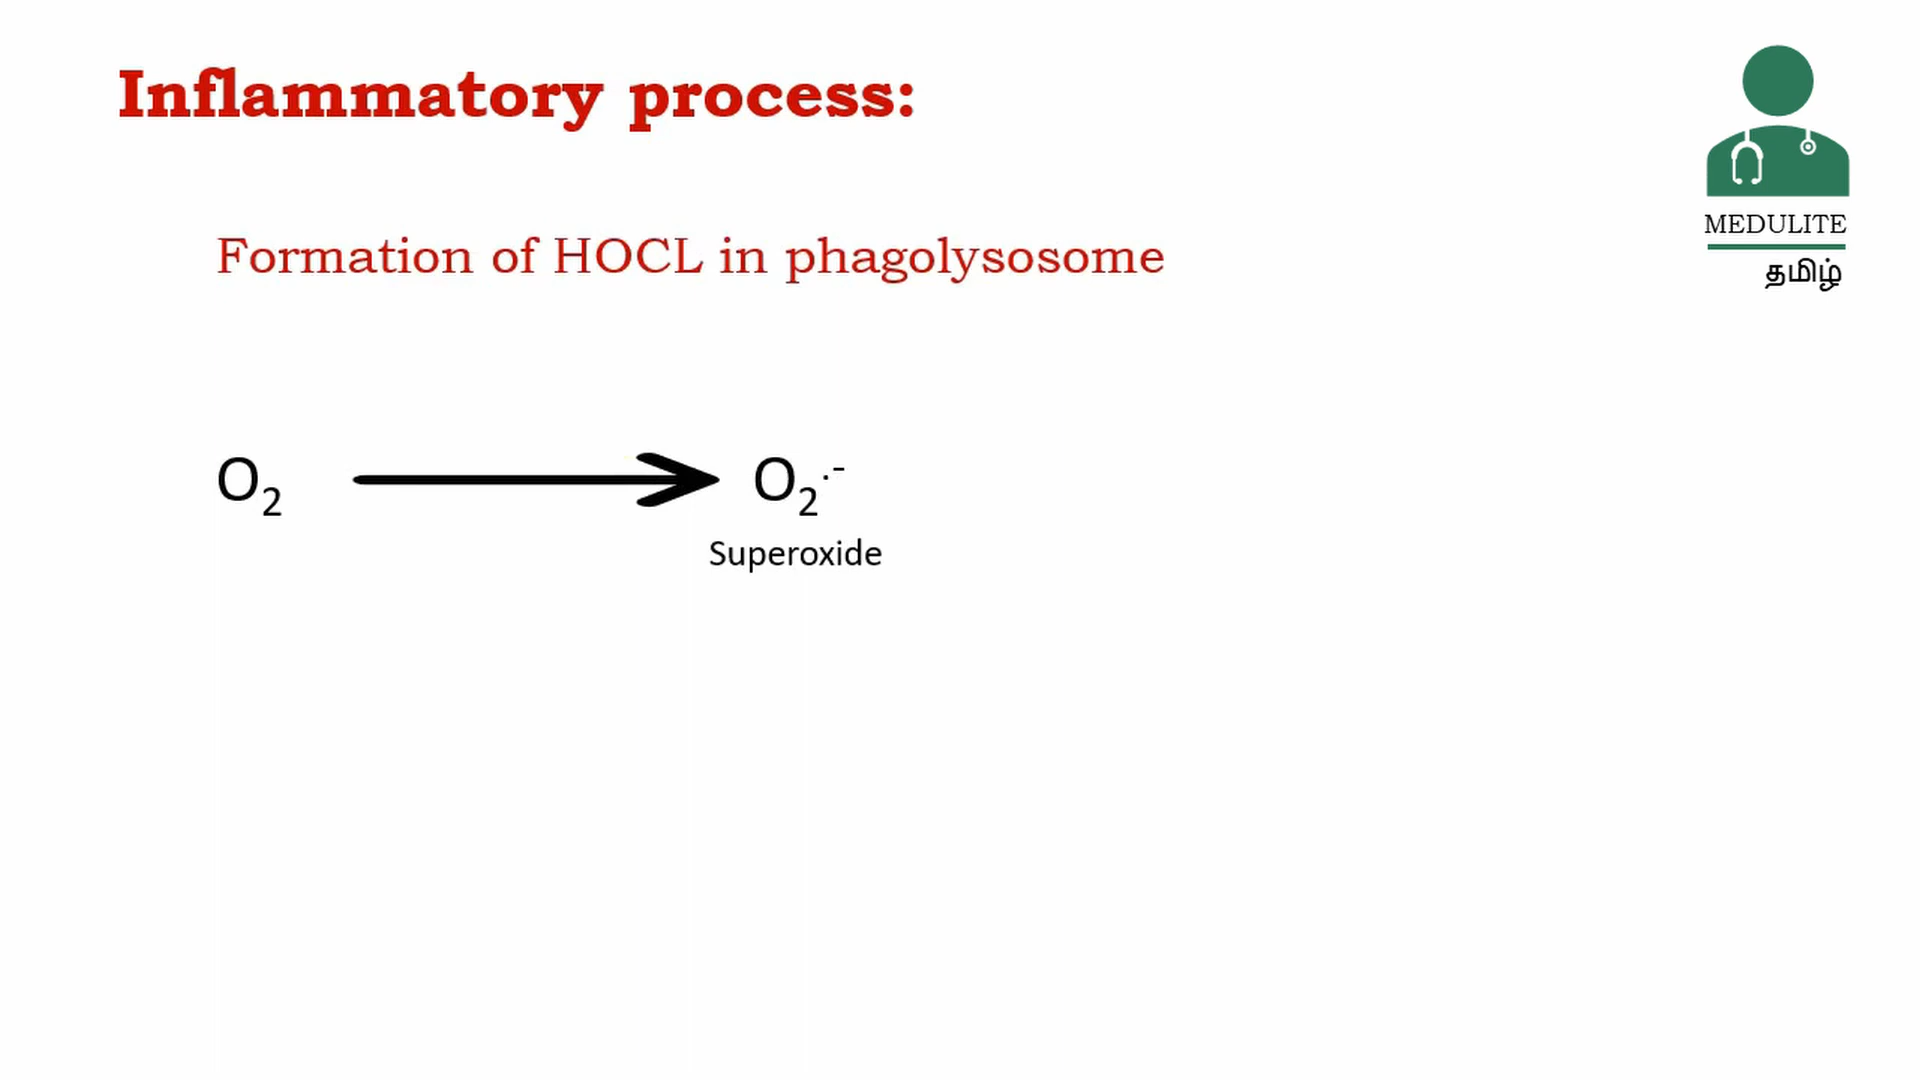 Inflammatory process:
MEDULITE
தமிழ்
Formation of HOCL in phagolysosome
O₂ O₂·⁻
Superoxide